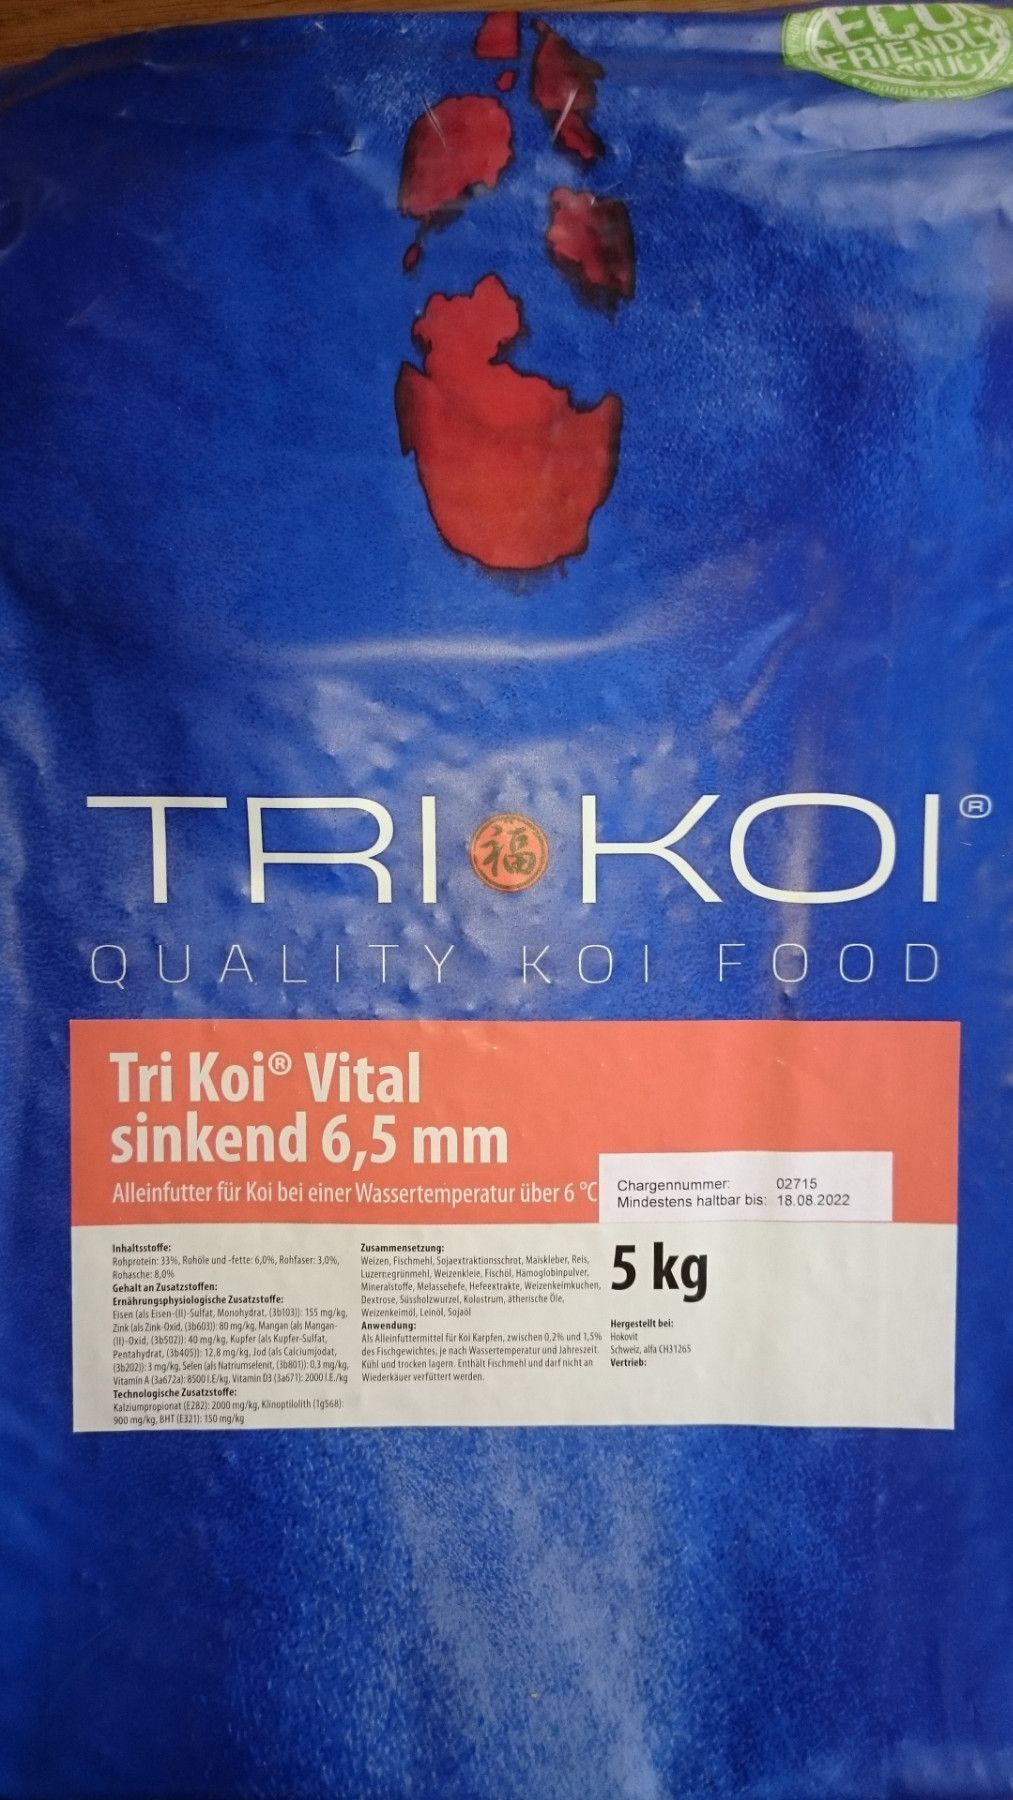 ECO
FRIENDLY
PRODUCT
TRI福KOI®
QUALITY KOI FOOD
Tri Koi® Vital
sinkend 6,5 mm
Alleinfutter für Koi bei einer Wassertemperatur über 6 °C
Chargennummer: 02715
Mindestens haltbar bis: 18.08.2022
Inhaltsstoffe:
Rohprotein: 33%, Rohöle und -fette: 6,0%, Rohfaser: 3,0%,
Rohasche: 8,0%
Gehalt an Zusatzstoffen:
Ernährungsphysiologische Zusatzstoffe:
Eisen (als Eisen-(II)-Sulfat, Monohydrat, (3b103)): 155 mg/kg,
Zink (als Zink-Oxid, (3b603)): 80 mg/kg, Mangan (als Mangan-
(II)-Oxid, (3b502)): 40 mg/kg, Kupfer (als Kupfer-Sulfat,
Pentahydrat, (3b405)): 12,8 mg/kg, Jod (als Calciumjodat,
(3b202)): 3 mg/kg, Selen (als Natriumselenit, (3b801)): 0,3 mg/kg,
Vitamin A (3a672a): 8500 I.E/kg, Vitamin D3 (3a671): 2000 I.E./kg
Technologische Zusatzstoffe:
Kalziumpropionat (E282): 2000 mg/kg, Klinoptilolith (1g568):
900 mg/kg, BHT (E321): 150 mg/kg
Zusammensetzung:
Weizen, Fischmehl, Sojaextraktionsschrot, Maiskleber, Reis,
Luzernegrünmehl, Weizenkleie, Fischöl, Hämoglobinpulver,
Mineralstoffe, Melassehefe, Hefeextrakte, Weizenkeimkuchen,
Dextrose, Süssholzwurzel, Kolostrum, ätherische Öle,
Weizenkeimöl, Leinöl, Sojaöl
Anwendung:
Als Alleinfuttermittel für Koi Karpfen, zwischen 0,2% und 1,5%
des Fischgewichtes, je nach Wassertemperatur und Jahreszeit.
Kühl und trocken lagern. Enthält Fischmehl und darf nicht an
Wiederkäuer verfüttert werden.
5 kg
Hergestellt bei:
Hokovit
Schweiz, alfa CH31265
Vertrieb: